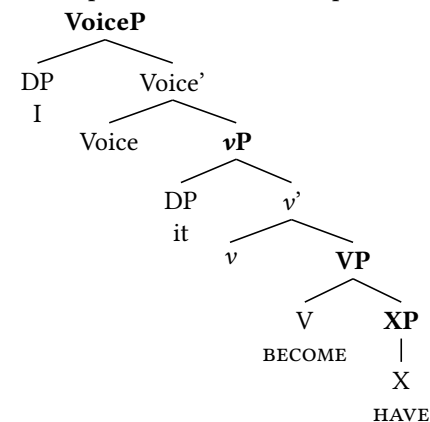 VoiceP
DP Voice’
I
Voice vP
DP v’
it
v VP
V XP
BECOME
X
HAVE